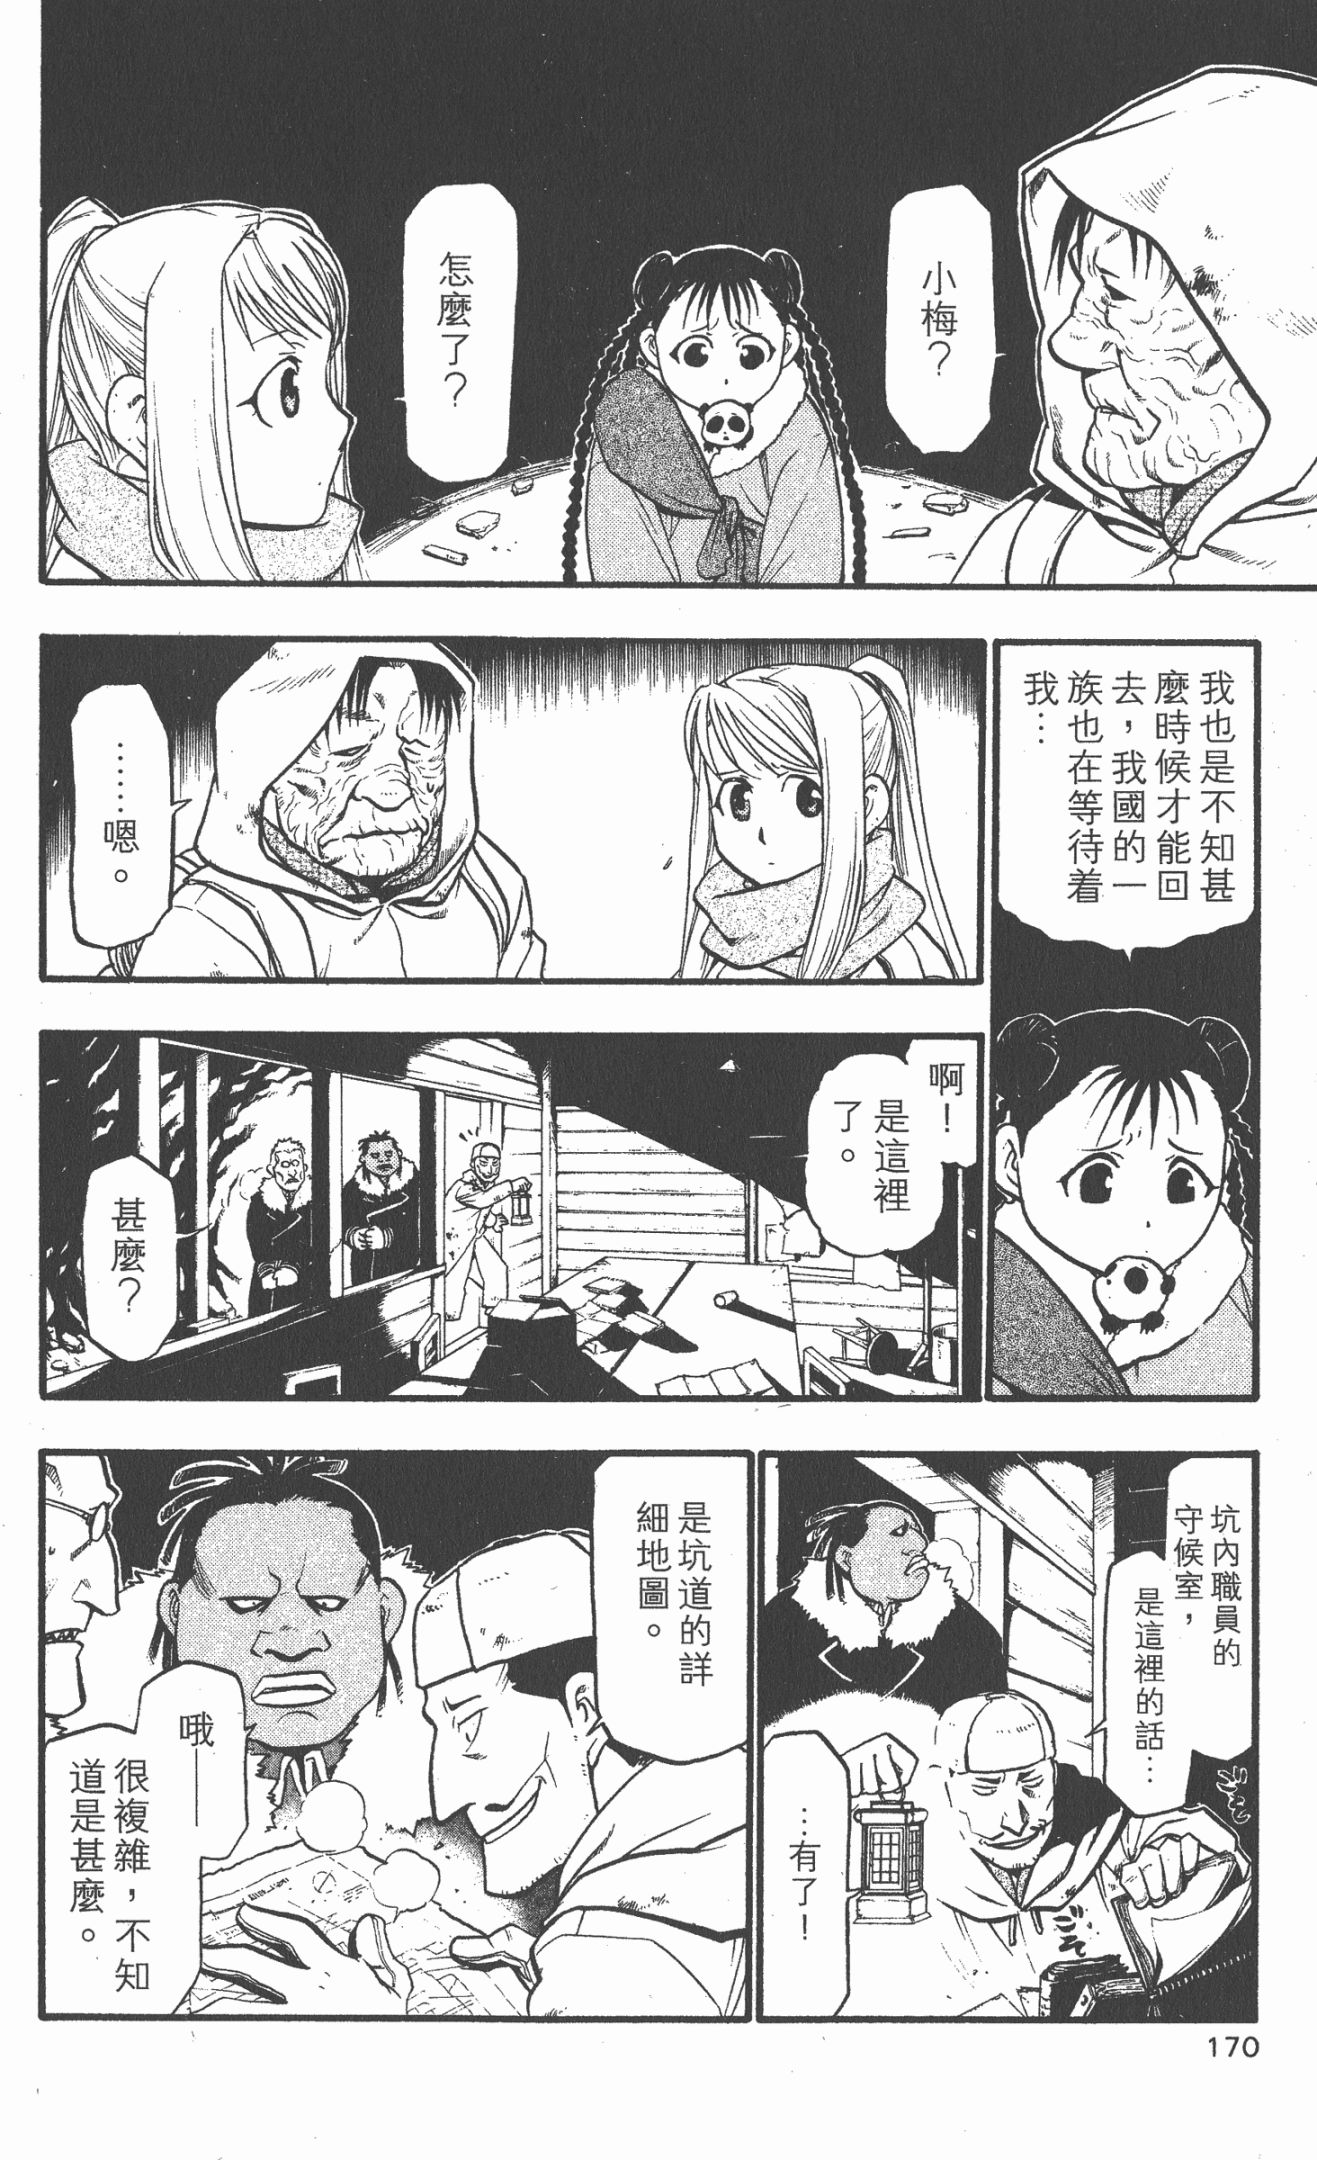 小梅？
怎麼了？
我也是不知甚
麼時候才能回
去，我國的一
族也在等待着
我…
……嗯。
啊！
是這裡
了。
甚麼？
坑內職員的
守候室，
是這裡的話…
ごそ
…有了！
是坑道的詳
細地圖。
哦——
很複雜，不知
道是甚麼。
170